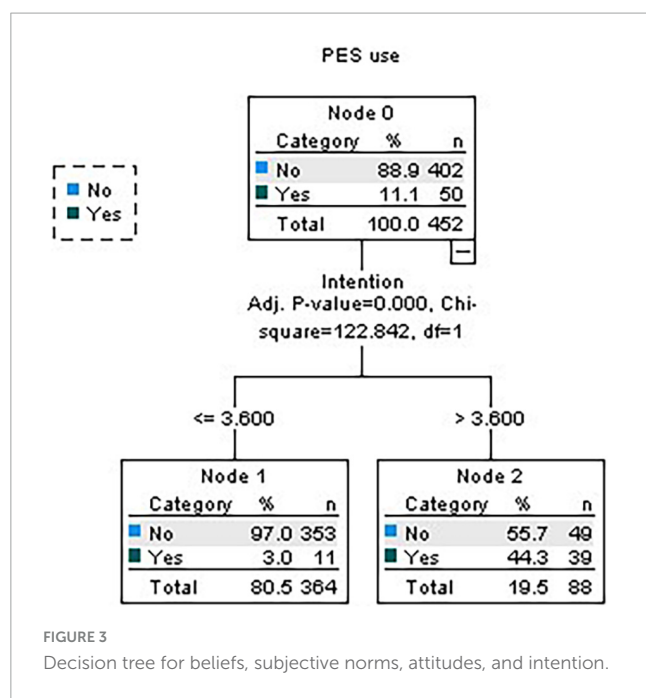 PES use
Node 0
Category % n
No 88.9 402
Yes 11.1 50
Total 100.0 452
No
Yes
Intention
Adj. P-value=0.000, Chi-
square=122.842, df=1
<= 3.600
> 3.600
Node 1
Category % n
No 97.0 353
Yes 3.0 11
Total 80.5 364
Node 2
Category % n
No 55.7 49
Yes 44.3 39
Total 19.5 88
FIGURE 3
Decision tree for beliefs, subjective norms, attitudes, and intention.